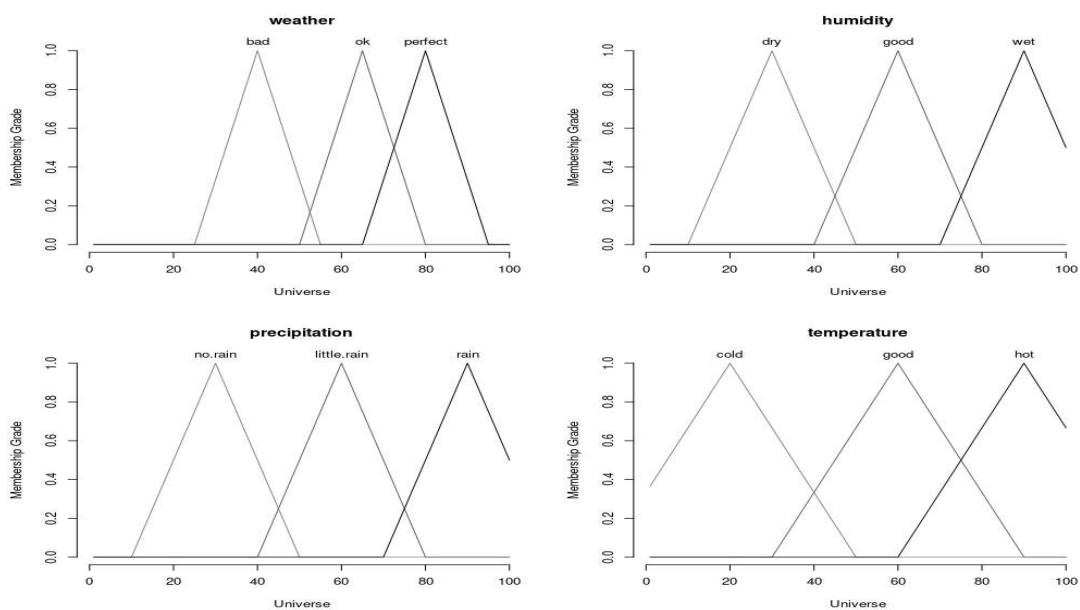 weather
bad ok perfect
Membership Grade
0.0 0.2 0.4 0.6 0.8 1.0
0 20 40 60 80 100
Universe
humidity
dry good wet
Membership Grade
0.0 0.2 0.4 0.6 0.8 1.0
0 20 40 60 80 100
Universe
precipitation
no.rain little.rain rain
Membership Grade
0.0 0.2 0.4 0.6 0.8 1.0
0 20 40 60 80 100
Universe
temperature
cold good hot
Membership Grade
0.0 0.2 0.4 0.6 0.8 1.0
0 20 40 60 80 100
Universe